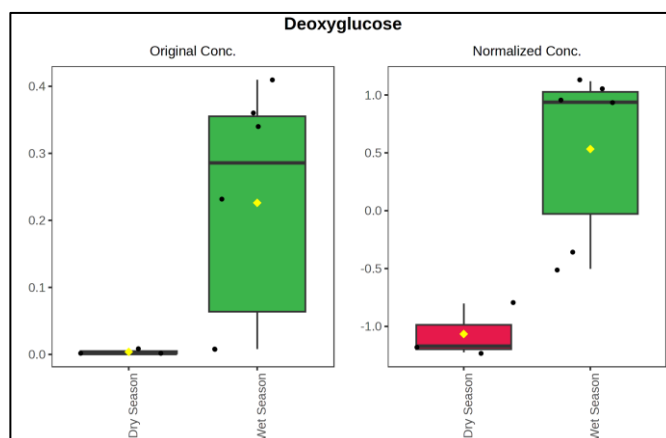 Deoxyglucose
Original Conc.
Normalized Conc.
0.4
0.3
0.2
0.1
0.0
1.0
0.5
0.0
-0.5
-1.0
Dry Season
Wet Season
Dry Season
Wet Season